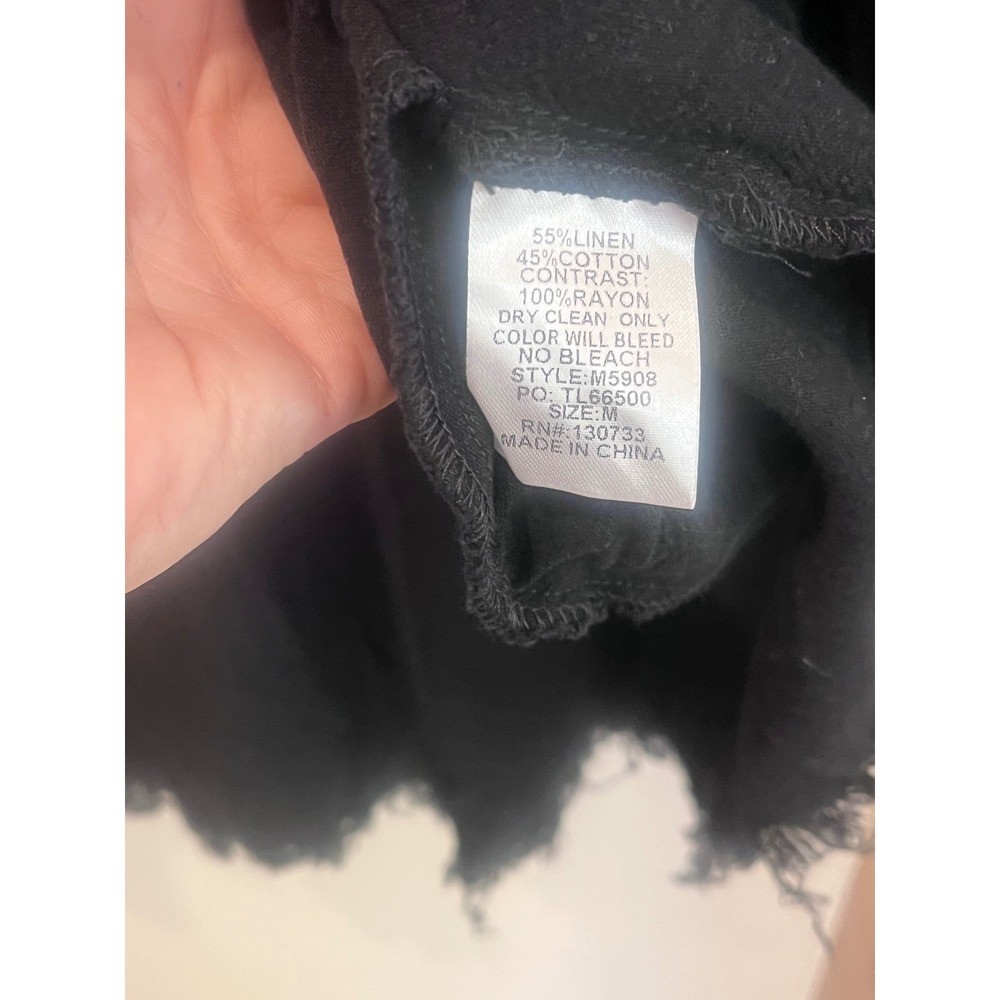 55%LINEN
45%COTTON
CONTRAST:
100%RAYON
DRY CLEAN ONLY
COLOR WILL BLEED
NO BLEACH
STYLE:M5908
PO: TL66500
SIZE:M
RN#:130733
MADE IN CHINA